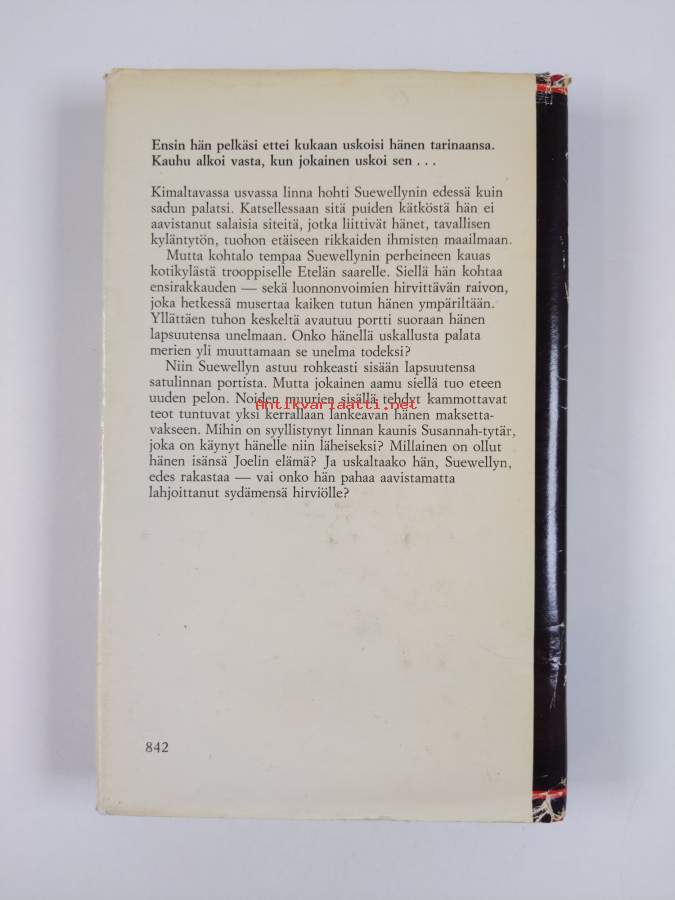 Ensin hän pelkäsi ettei kukaan uskoisi hänen tarinaansa.
Kauhu alkoi vasta, kun jokainen uskoi sen . . .
Kimaltavassa usvassa linna hohti Suewellynin edessä kuin
sadun palatsi. Katsellessaan sitä puiden kätköstä hän ei
aavistanut salaisia siteitä, jotka liittivät hänet, tavallisen
kyläntytön, tuohon etäiseen rikkaiden ihmisten maailmaan.
Mutta kohtalo tempaa Suewellynin perheineen kauas
kotikylästä trooppiselle Etelän saarelle. Siellä hän kohtaa
ensirakkauden — sekä luonnonvoimien hirvittävän raivon,
joka hetkessä musertaa kaiken tutun hänen ympäriltään.
Yllättäen tuhon keskeltä avautuu portti suoraan hänen
lapsuutensa unelmaan. Onko hänellä uskallusta palata
merien yli muuttamaan se unelma todeksi?
Niin Suewellyn astuu rohkeasti sisään lapsuutensa
satulinnan portista. Mutta jokainen aamu siellä tuo eteen
uuden pelon. Noiden muurien sisällä tehdyt kammottavat
Antikvariaatti.net
teot tuntuvat yksi kerrallaan lankeavan hänen maksetta-
vakseen. Mihin on syyllistynyt linnan kaunis Susannah-tytär,
joka on käynyt hänelle niin läheiseksi? Millainen on ollut
hänen isänsä Joelin elämä? Ja uskaltaako hän, Suewellyn,
edes rakastaa — vai onko hän pahaa aavistamatta
lahjoittanut sydämensä hirviölle?
842